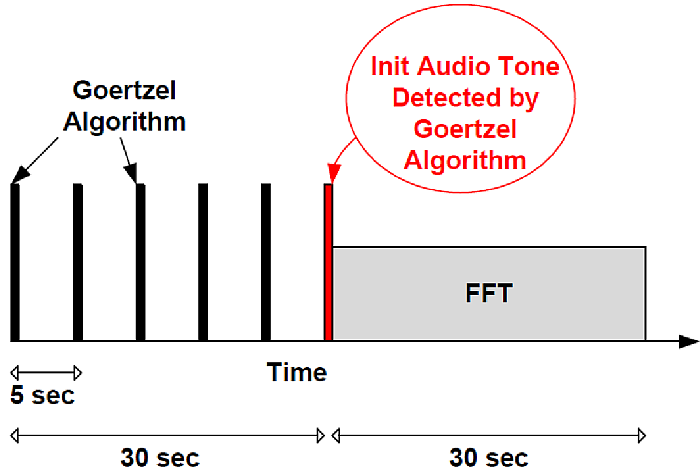 Goertzel
Algorithm
Init Audio Tone
Detected by
Goertzel
Algorithm
FFT
Time
5 sec
30 sec
30 sec